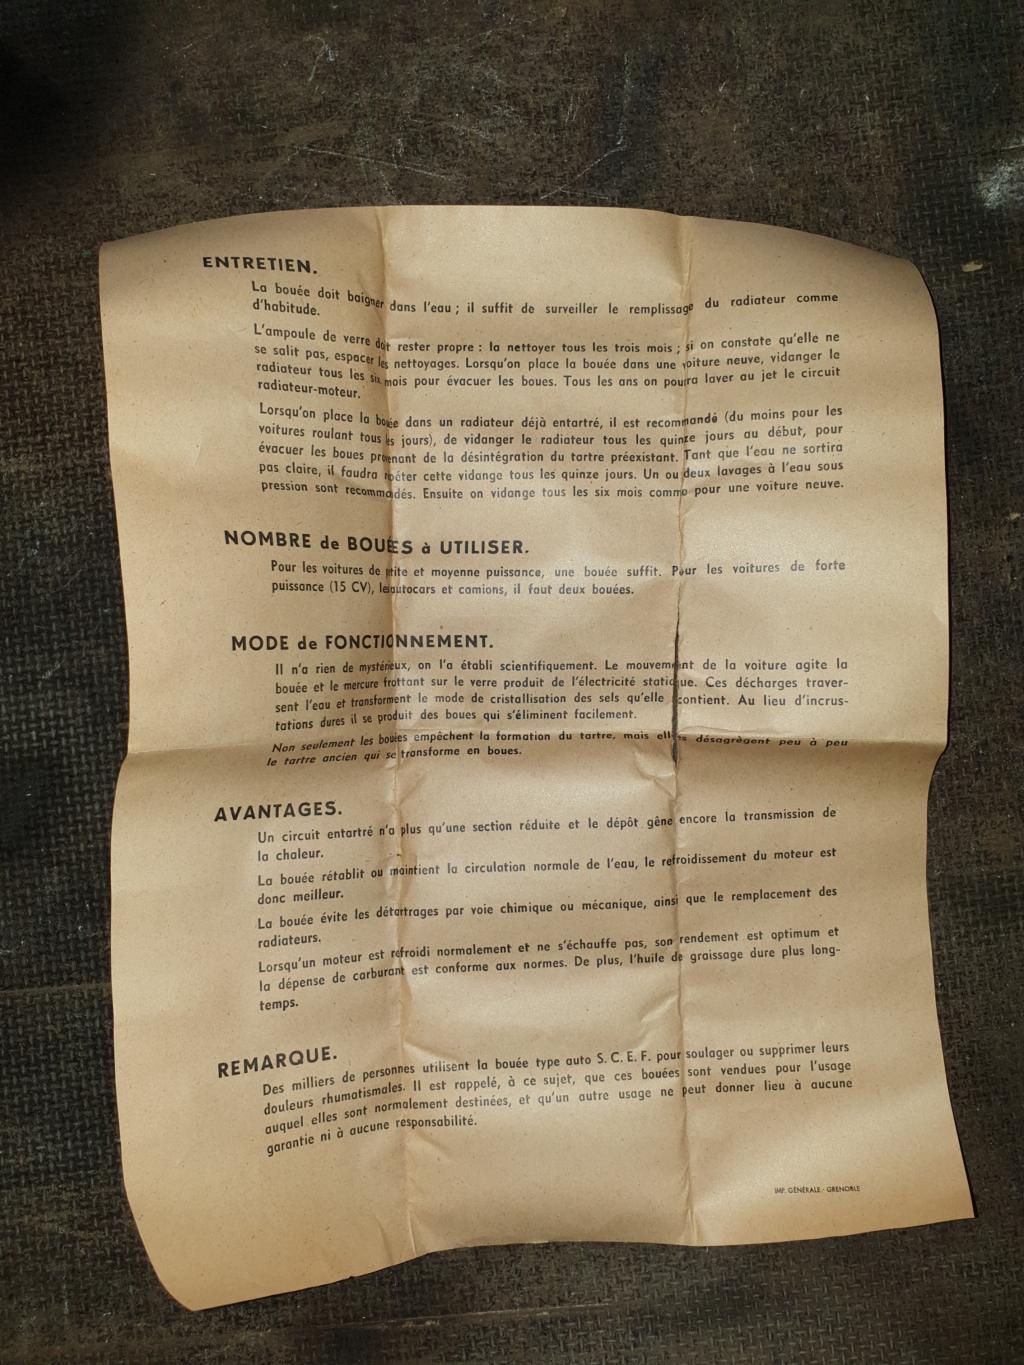 ENTRETIEN.
La bouée doit baigner dans l'eau ; il suffit de surveiller le remplissage du radiateur comme
d'habitude.
L'ampoule de verre doit rester propre : la nettoyer tous les trois mois ; si on constate qu'elle ne
se salit pas, espacer les nettoyages. Lorsqu'on place la bouée dans une voiture neuve, vidanger le
radiateur tous les six mois pour évacuer les boues. Tous les ans on pourra laver au jet le circuit
radiateur-moteur.
Lorsqu'on place la bouée dans un radiateur déjà entartré, il est recommandé (du moins pour les
voitures roulant tous les jours), de vidanger le radiateur tous les quinze jours au début, pour
évacuer les boues provenant de la désintégration du tartre préexistant. Tant que l'eau ne sortira
pas claire, il faudra répéter cette vidange tous les quinze jours. Un ou deux lavages à l'eau sous
pression sont recommandés. Ensuite on vidange tous les six mois comme pour une voiture neuve.
NOMBRE de BOUÉES à UTILISER.
Pour les voitures de petite et moyenne puissance, une bouée suffit. Pour les voitures de forte
puissance (15 CV), les autocars et camions, il faut deux bouées.
MODE de FONCTIONNEMENT.
Il n'a rien de mystérieux, on l'a établi scientifiquement. Le mouvement de la voiture agite la
bouée et le mercure frottant sur le verre produit de l'électricité statique. Ces décharges traver-
sent l'eau et transforment le mode de cristallisation des sels qu'elle contient. Au lieu d'incrus-
tations dures il se produit des boues qui s'éliminent facilement.
Non seulement les bouées empêchent la formation du tartre, mais elles désagrègent peu à peu
le tartre ancien qui se transforme en boues.
AVANTAGES.
Un circuit entartré n'a plus qu'une section réduite et le dépôt gêne encore la transmission de
la chaleur.
La bouée rétablit ou maintient la circulation normale de l'eau, le refroidissement du moteur est
donc meilleur.
La bouée évite les détartrages par voie chimique ou mécanique, ainsi que le remplacement des
radiateurs.
Lorsqu'un moteur est refroidi normalement et ne s'échauffe pas, son rendement est optimum et
la dépense de carburant est conforme aux normes. De plus, l'huile de graissage dure plus long-
temps.
REMARQUE.
Des milliers de personnes utilisent la bouée type auto S. C. E. F. pour soulager ou supprimer leurs
douleurs rhumatismales. Il est rappelé, à ce sujet, que ces bouées sont vendues pour l'usage
auquel elles sont normalement destinées, et qu'un autre usage ne peut donner lieu à aucune
garantie ni à aucune responsabilité.
IMP. GÉNÉRALE - GRENOBLE